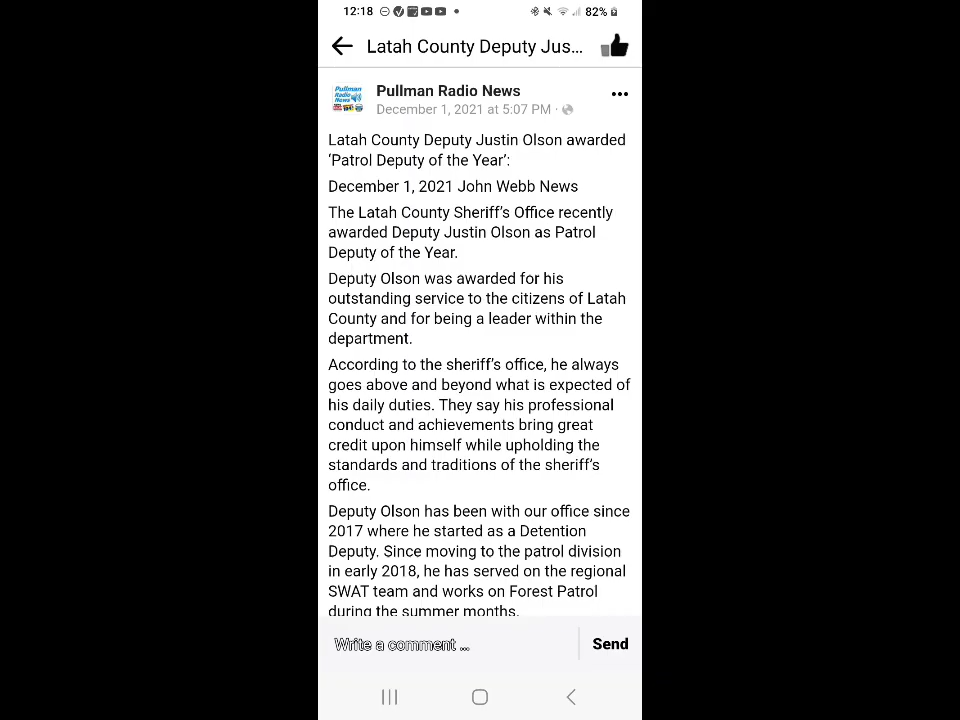 12:18
82%
Latah County Deputy Jus...
Pullman Radio News
December 1, 2021 at 5:07 PM ·
Latah County Deputy Justin Olson awarded
‘Patrol Deputy of the Year’:
December 1, 2021 John Webb News
The Latah County Sheriff’s Office recently
awarded Deputy Justin Olson as Patrol
Deputy of the Year.
Deputy Olson was awarded for his
outstanding service to the citizens of Latah
County and for being a leader within the
department.
According to the sheriff’s office, he always
goes above and beyond what is expected of
his daily duties. They say his professional
conduct and achievements bring great
credit upon himself while upholding the
standards and traditions of the sheriff’s
office.
Deputy Olson has been with our office since
2017 where he started as a Detention
Deputy. Since moving to the patrol division
in early 2018, he has served on the regional
SWAT team and works on Forest Patrol
during the summer months.
Write a comment ...
Send